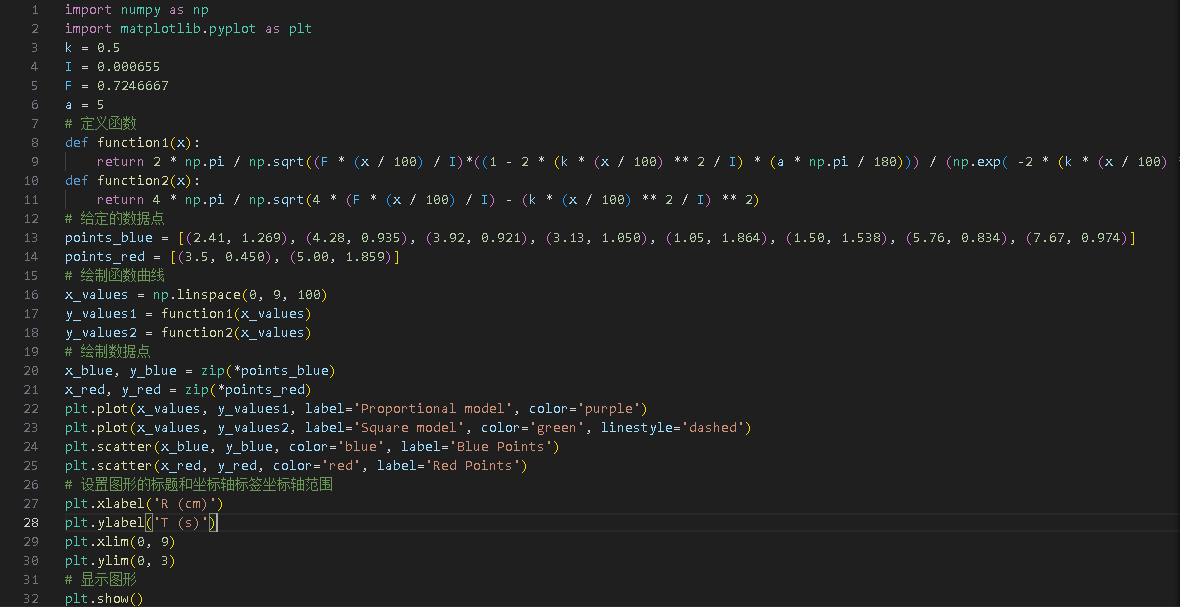 1 import numpy as np
2 import matplotlib.pyplot as plt
3 k = 0.5
4 I = 0.000655
5 F = 0.7246667
6 a = 5
7 # 定义函数
8 def function1(x):
9     return 2 * np.pi / np.sqrt((F * (x / 100) / I)*((1 - 2 * (k * (x / 100) ** 2 / I) * (a * np.pi / 180))) / (np.exp( -2 * (k * (x / 100)
10 def function2(x):
11     return 4 * np.pi / np.sqrt(4 * (F * (x / 100) / I) - (k * (x / 100) ** 2 / I) ** 2)
12 # 给定的数据点
13 points_blue = [(2.41, 1.269), (4.28, 0.935), (3.92, 0.921), (3.13, 1.050), (1.05, 1.864), (1.50, 1.538), (5.76, 0.834), (7.67, 0.974)]
14 points_red = [(3.5, 0.450), (5.00, 1.859)]
15 # 绘制函数曲线
16 x_values = np.linspace(0, 9, 100)
17 y_values1 = function1(x_values)
18 y_values2 = function2(x_values)
19 # 绘制数据点
20 x_blue, y_blue = zip(*points_blue)
21 x_red, y_red = zip(*points_red)
22 plt.plot(x_values, y_values1, label='Proportional model', color='purple')
23 plt.plot(x_values, y_values2, label='Square model', color='green', linestyle='dashed')
24 plt.scatter(x_blue, y_blue, color='blue', label='Blue Points')
25 plt.scatter(x_red, y_red, color='red', label='Red Points')
26 # 设置图形的标题和坐标轴标签坐标轴范围
27 plt.xlabel('R (cm)')
28 plt.ylabel('T (s)')
29 plt.xlim(0, 9)
30 plt.ylim(0, 3)
31 # 显示图形
32 plt.show()